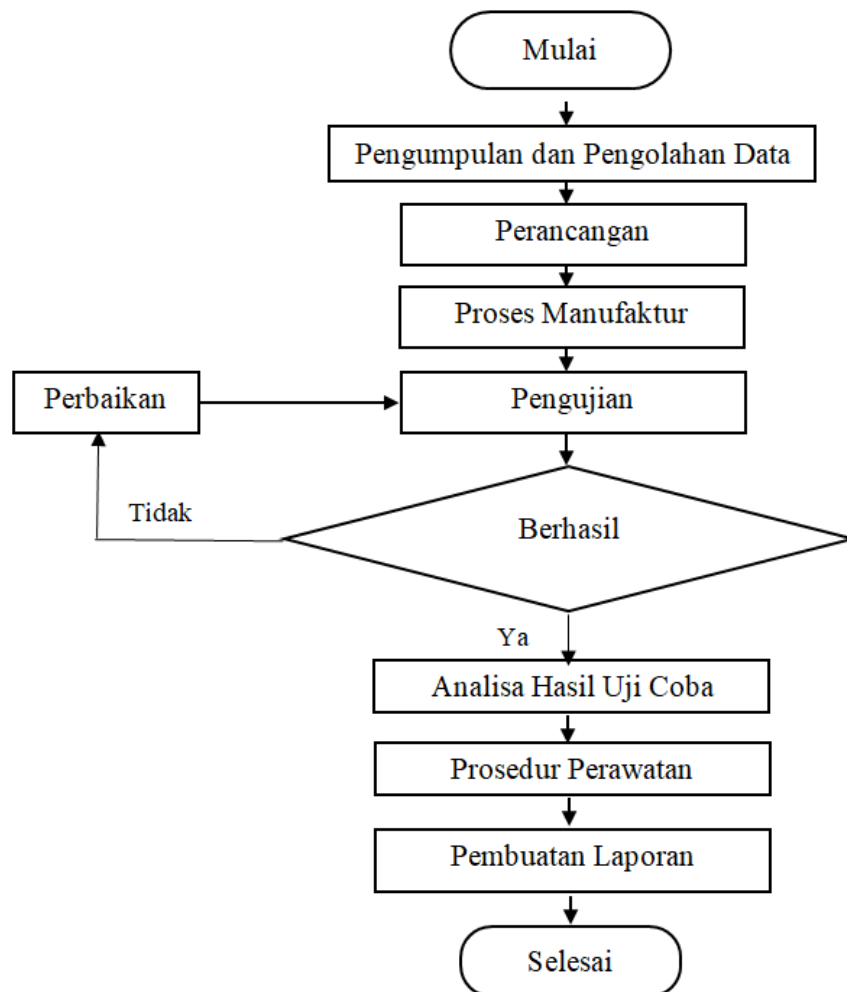 Mulai
Pengumpulan dan Pengolahan Data
Perancangan
Proses Manufaktur
Perbaikan
Pengujian
Tidak
Berhasil
Ya
Analisa Hasil Uji Coba
Prosedur Perawatan
Pembuatan Laporan
Selesai